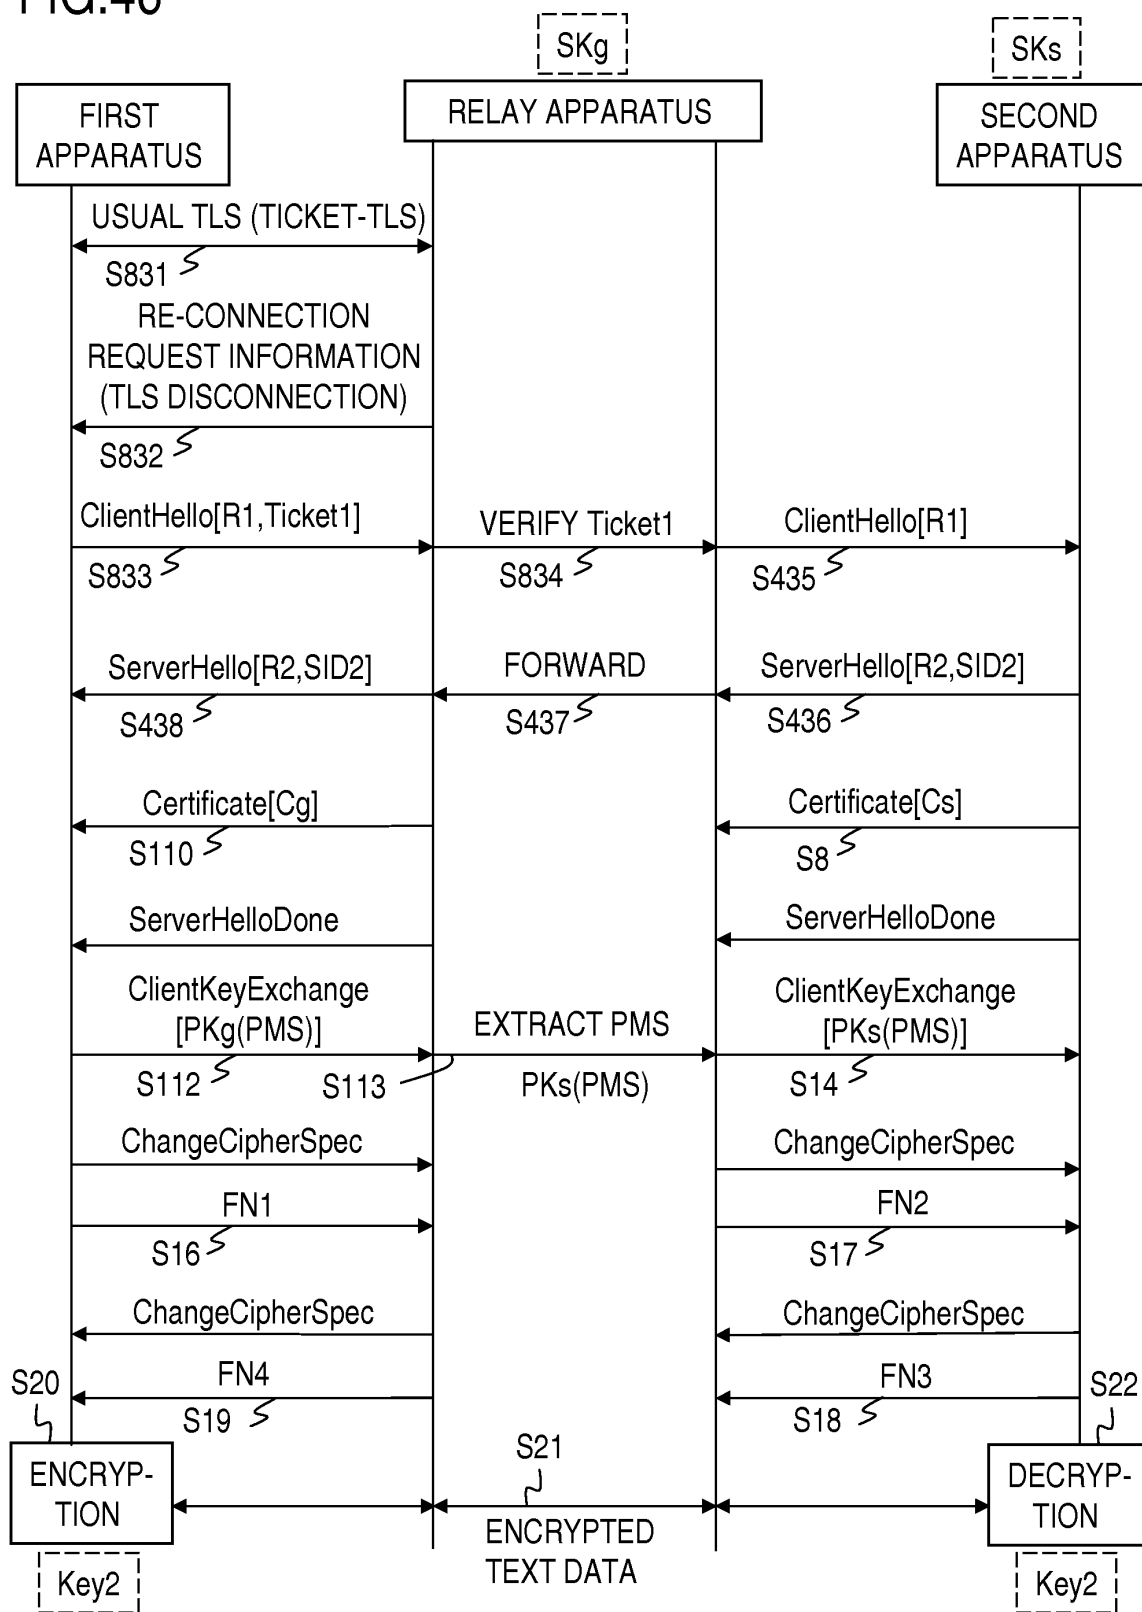 SKg
SKs
FIRST
APPARATUS
RELAY APPARATUS
SECOND
APPARATUS
USUAL TLS (TICKET-TLS)
S831
RE-CONNECTION
REQUEST INFORMATION
(TLS DISCONNECTION)
S832
ClientHello[R1,Ticket1]
VERIFY Ticket1
ClientHello[R1]
S833
S834
S435
ServerHello[R2,SID2]
FORWARD
ServerHello[R2,SID2]
S438
S437
S436
Certificate[Cg]
Certificate[Cs]
S110
S8
ServerHelloDone
ServerHelloDone
ClientKeyExchange
[PKg(PMS)]
EXTRACT PMS
ClientKeyExchange
[PKs(PMS)]
S112
S113
PKs(PMS)
S14
ChangeCipherSpec
ChangeCipherSpec
FN1
FN2
S16
S17
ChangeCipherSpec
ChangeCipherSpec
S20
FN4
FN3
S22
S19
S18
ENCRYP-
TION
S21
DECRYP-
TION
ENCRYPTED
TEXT DATA
Key2
Key2